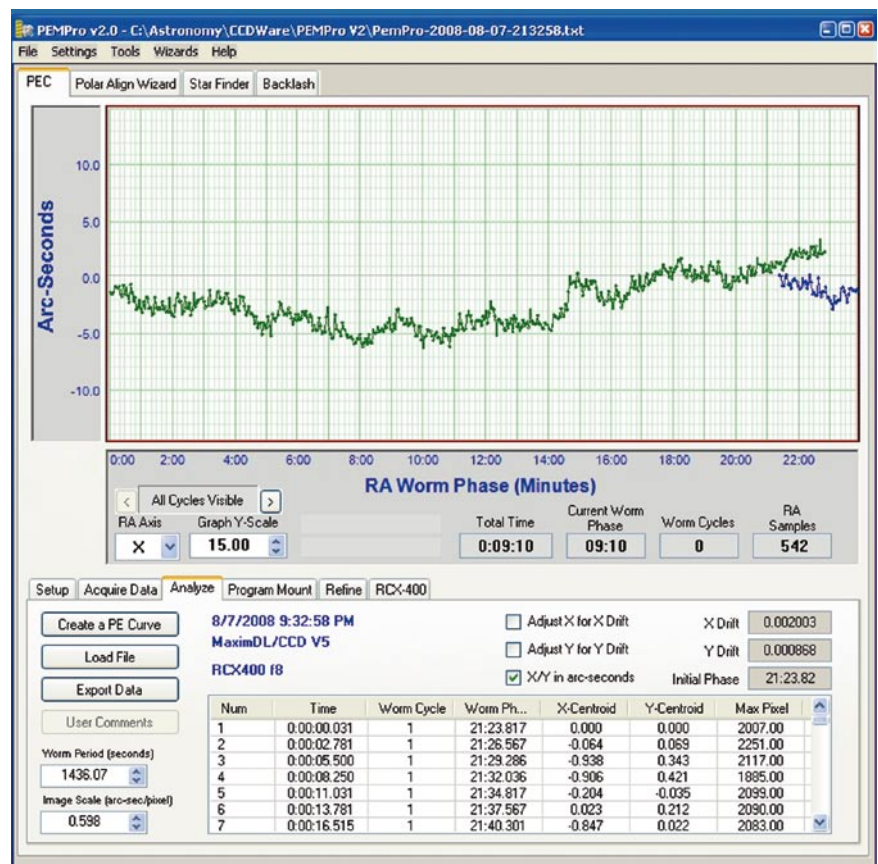 PEMPro v2.0 - C:\Astronomy\CCDWare\PEMPro V2\PemPro-2008-08-07-213258.txt
File Settings Tools Wizards Help
PEC Polar Align Wizard Star Finder Backlash
Arc-Seconds
10.0
5.0
0.0
-5.0
-10.0
0:00 2:00 4:00 6:00 8:00 10:00 12:00 14:00 16:00 18:00 20:00 22:00
RA Worm Phase (Minutes)
< All Cycles Visible >
RA Axis Graph Y-Scale Total Time Current Worm Phase Worm Cycles RA Samples
X 15.00 0:09:10 09:10 0 542
Setup Acquire Data Analyze Program Mount Refine RCX-400
Create a PE Curve 8/7/2008 9:32:58 PM Adjust X for X Drift X Drift 0.002003
Load File MaximDL/CCD V5 Adjust Y for Y Drift Y Drift 0.000868
Export Data RCX400 f8 X/Y in arc-seconds Initial Phase 21:23.82
User Comments
Worm Period (seconds)
1436.07
Image Scale (arc-sec/pixel)
0.598
Num Time Worm Cycle Worm Ph... X-Centroid Y-Centroid Max Pixel
1 0:00:00.031 1 21:23.817 0.000 0.000 2007.00
2 0:00:02.781 1 21:26.567 -0.064 0.069 2251.00
3 0:00:05.500 1 21:29.286 -0.938 0.343 2117.00
4 0:00:08.250 1 21:32.036 -0.906 0.421 1885.00
5 0:00:11.031 1 21:34.817 -0.204 -0.035 2099.00
6 0:00:13.781 1 21:37.567 0.023 0.212 2090.00
7 0:00:16.515 1 21:40.301 -0.847 0.022 2083.00